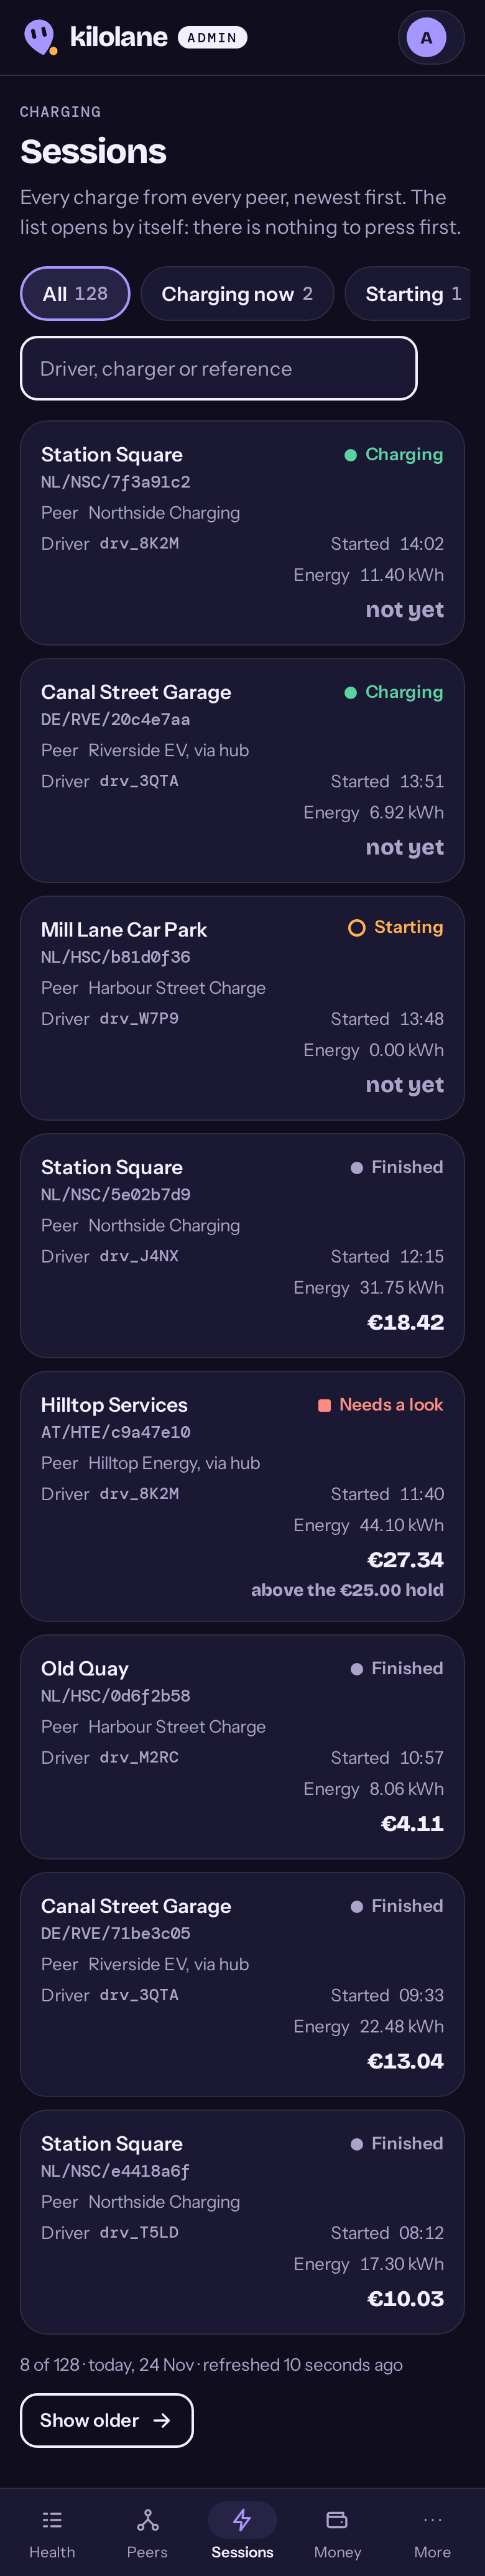 kilolane ADMIN A
CHARGING
Sessions
Every charge from every peer, newest first. The
list opens by itself: there is nothing to press first.
All 128 Charging now 2 Starting 1
Driver, charger or reference
Station Square Charging
NL/NSC/7f3a91c2
Peer Northside Charging
Driver drv_8K2M Started 14:02
Energy 11.40 kWh
not yet
Canal Street Garage Charging
DE/RVE/20c4e7aa
Peer Riverside EV, via hub
Driver drv_3QTA Started 13:51
Energy 6.92 kWh
not yet
Mill Lane Car Park Starting
NL/HSC/b81d0f36
Peer Harbour Street Charge
Driver drv_W7P9 Started 13:48
Energy 0.00 kWh
not yet
Station Square Finished
NL/NSC/5e02b7d9
Peer Northside Charging
Driver drv_J4NX Started 12:15
Energy 31.75 kWh
€18.42
Hilltop Services Needs a look
AT/HTE/c9a47e10
Peer Hilltop Energy, via hub
Driver drv_8K2M Started 11:40
Energy 44.10 kWh
€27.34
above the €25.00 hold
Old Quay Finished
NL/HSC/0d6f2b58
Peer Harbour Street Charge
Driver drv_M2RC Started 10:57
Energy 8.06 kWh
€4.11
Canal Street Garage Finished
DE/RVE/71be3c05
Peer Riverside EV, via hub
Driver drv_3QTA Started 09:33
Energy 22.48 kWh
€13.04
Station Square Finished
NL/NSC/e4418a6f
Peer Northside Charging
Driver drv_T5LD Started 08:12
Energy 17.30 kWh
€10.03
8 of 128 · today, 24 Nov · refreshed 10 seconds ago
Show older →
Health Peers Sessions Money More